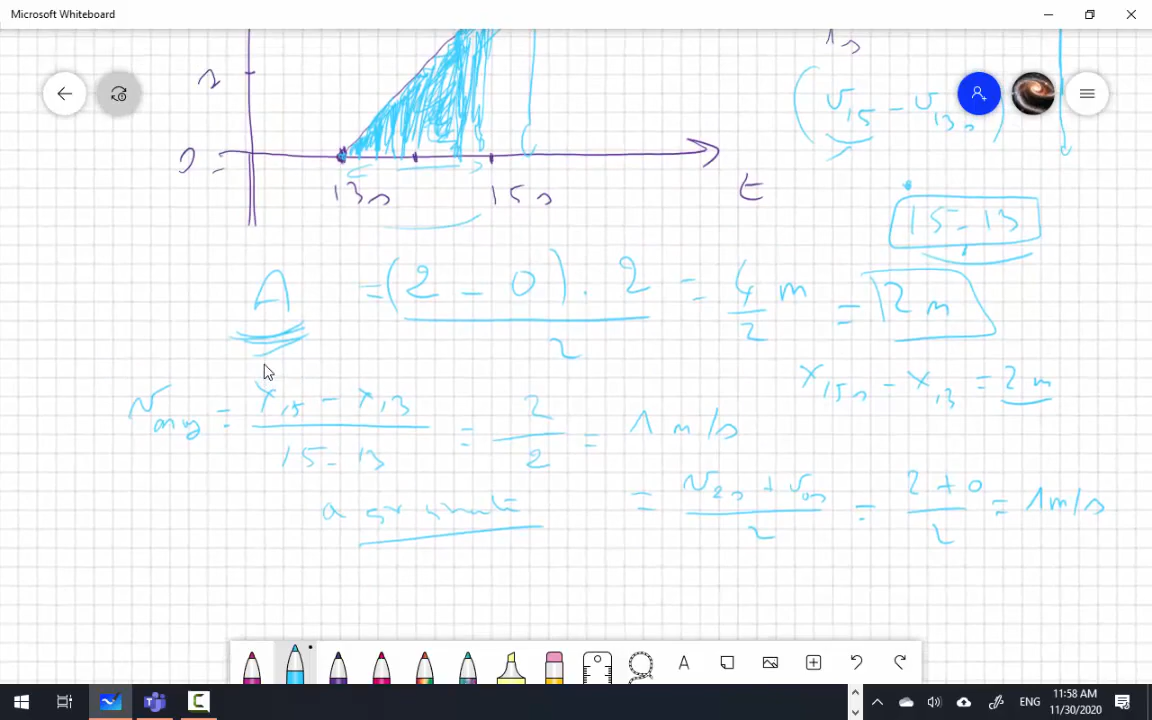 Microsoft Whiteboard
1s
(v15 - v13s)
0
13s 15s t
15-13
A = (2 - 0) . 2 / 2 = 4/2 m = 2 m
x15s - x13 = 2 m
vavg = x15 - x13 / 15-13 = 2/2 = 1 m/s
= v2s + v0s / 2 = 2 + 0 / 2 = 1 m/s
A
ENG
11:58 AM
11/30/2020